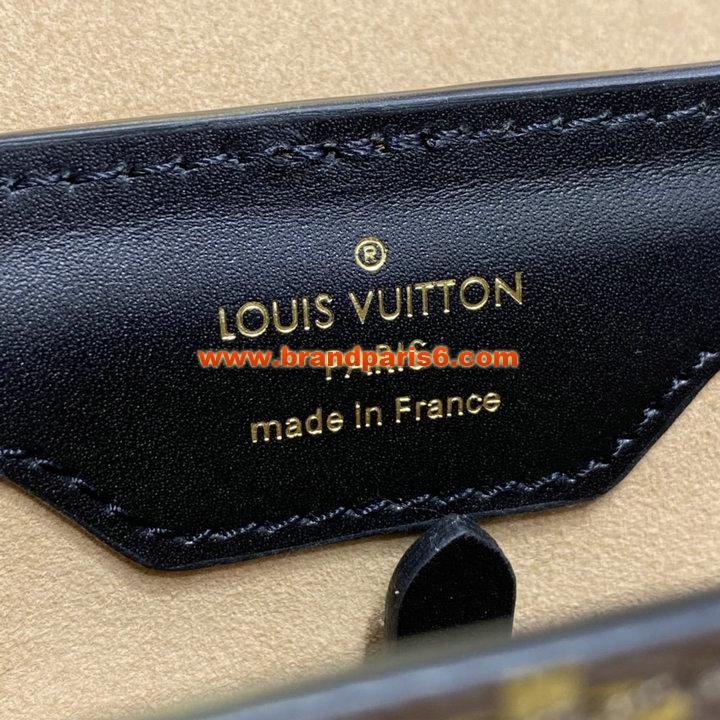 ®
LOUIS VUITTON
www.brandparis6.com
PARIS
made in France